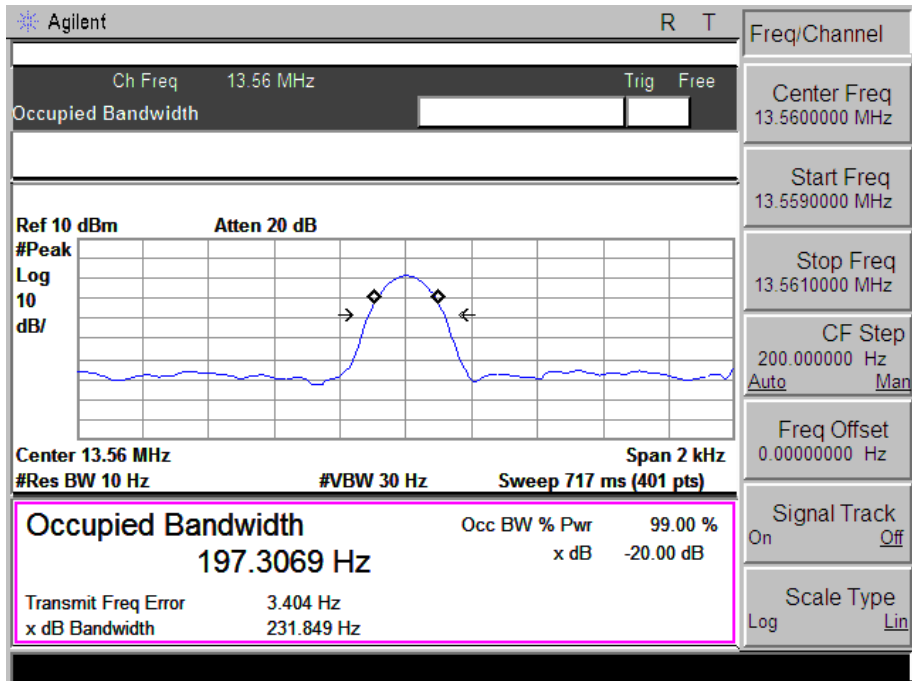 Agilent R T
Ch Freq 13.56 MHz Trig Free
Occupied Bandwidth
Ref 10 dBm Atten 20 dB
#Peak
Log
10
dB/
Center 13.56 MHz Span 2 kHz
#Res BW 10 Hz #VBW 30 Hz Sweep 717 ms (401 pts)
Occupied Bandwidth Occ BW % Pwr 99.00 %
197.3069 Hz x dB -20.00 dB
Transmit Freq Error 3.404 Hz
x dB Bandwidth 231.849 Hz
Freq/Channel
Center Freq
13.5600000 MHz
Start Freq
13.5590000 MHz
Stop Freq
13.5610000 MHz
CF Step
200.000000 Hz
Auto Man
Freq Offset
0.00000000 Hz
Signal Track
On Off
Scale Type
Log Lin